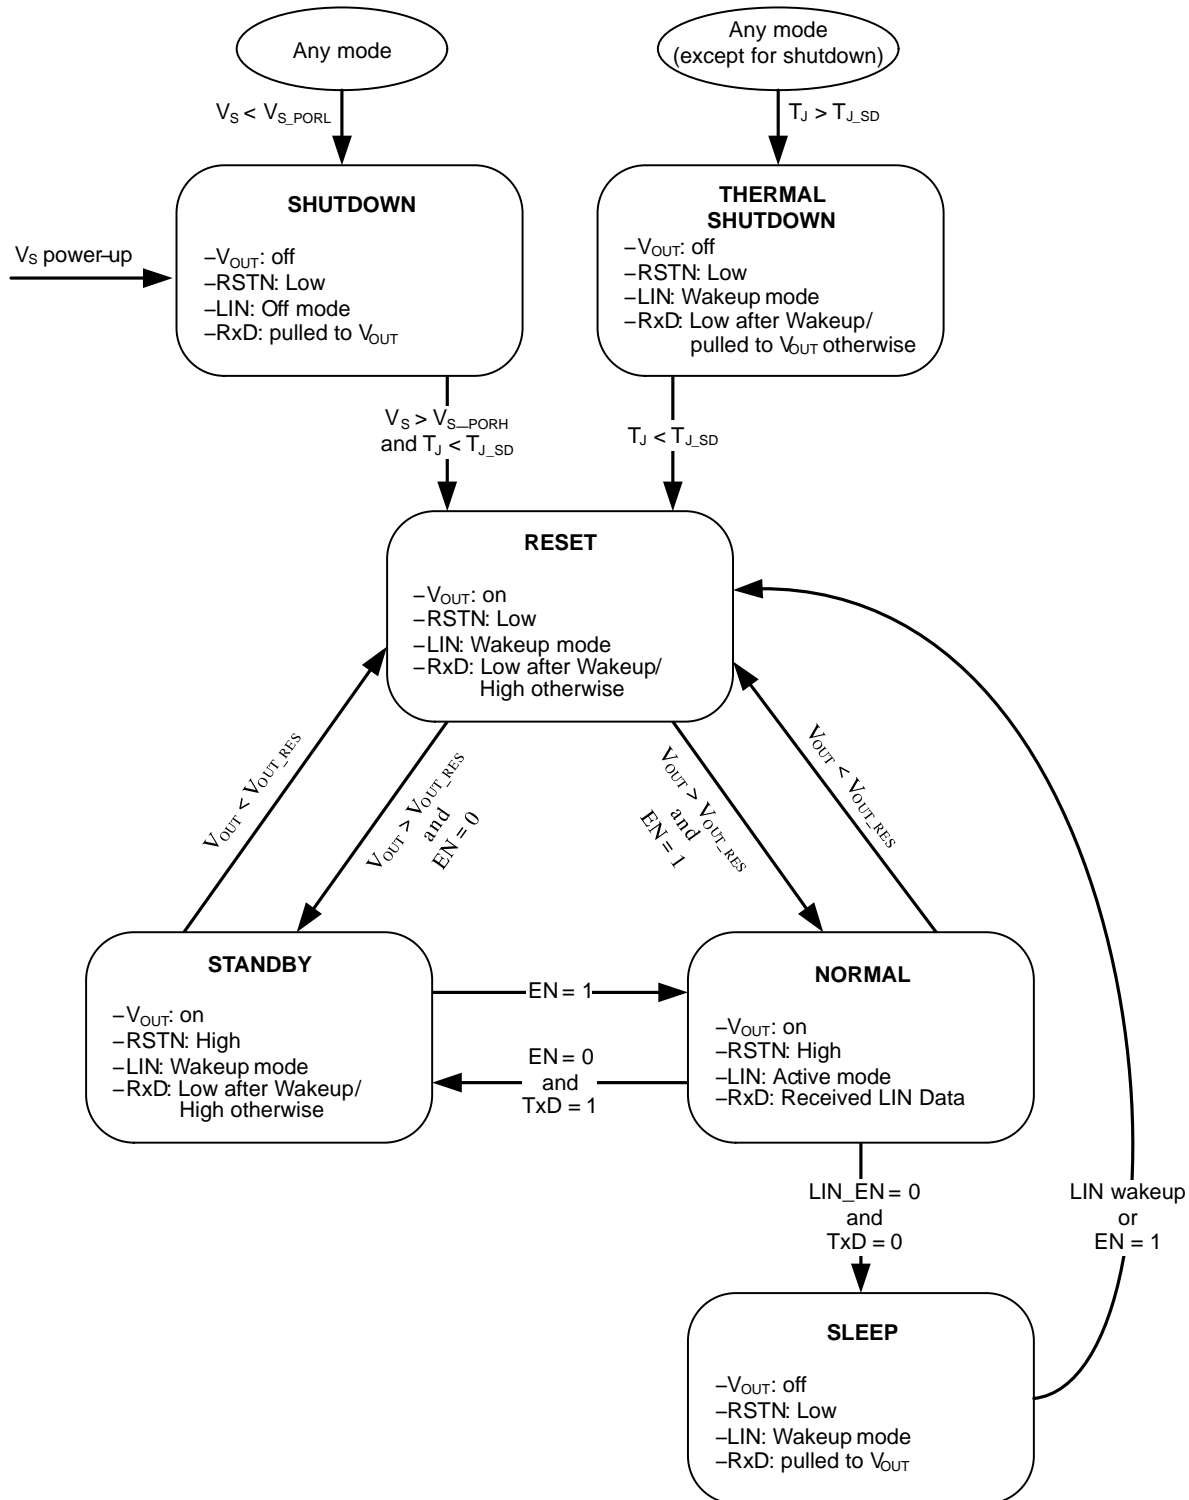 Any mode
Any mode
(except for shutdown)
V_S < V_S_PORL
T_J > T_J_SD
SHUTDOWN
–V_OUT: off
–RSTN: Low
–LIN: Off mode
–RxD: pulled to V_OUT
THERMAL
SHUTDOWN
–V_OUT: off
–RSTN: Low
–LIN: Wakeup mode
–RxD: Low after Wakeup/
pulled to V_OUT otherwise
V_S power–up
V_S > V_S_PORH
and T_J < T_J_SD
T_J < T_J_SD
RESET
–V_OUT: on
–RSTN: Low
–LIN: Wakeup mode
–RxD: Low after Wakeup/
High otherwise
V_OUT < V_OUT_RES
V_OUT > V_OUT_RES
and
EN = 0
V_OUT > V_OUT_RES
and
EN = 1
V_OUT < V_OUT_RES
STANDBY
–V_OUT: on
–RSTN: High
–LIN: Wakeup mode
–RxD: Low after Wakeup/
High otherwise
EN = 1
EN = 0
and
TxD = 1
NORMAL
–V_OUT: on
–RSTN: High
–LIN: Active mode
–RxD: Received LIN Data
LIN_EN = 0
and
TxD = 0
LIN wakeup
or
EN = 1
SLEEP
–V_OUT: off
–RSTN: Low
–LIN: Wakeup mode
–RxD: pulled to V_OUT